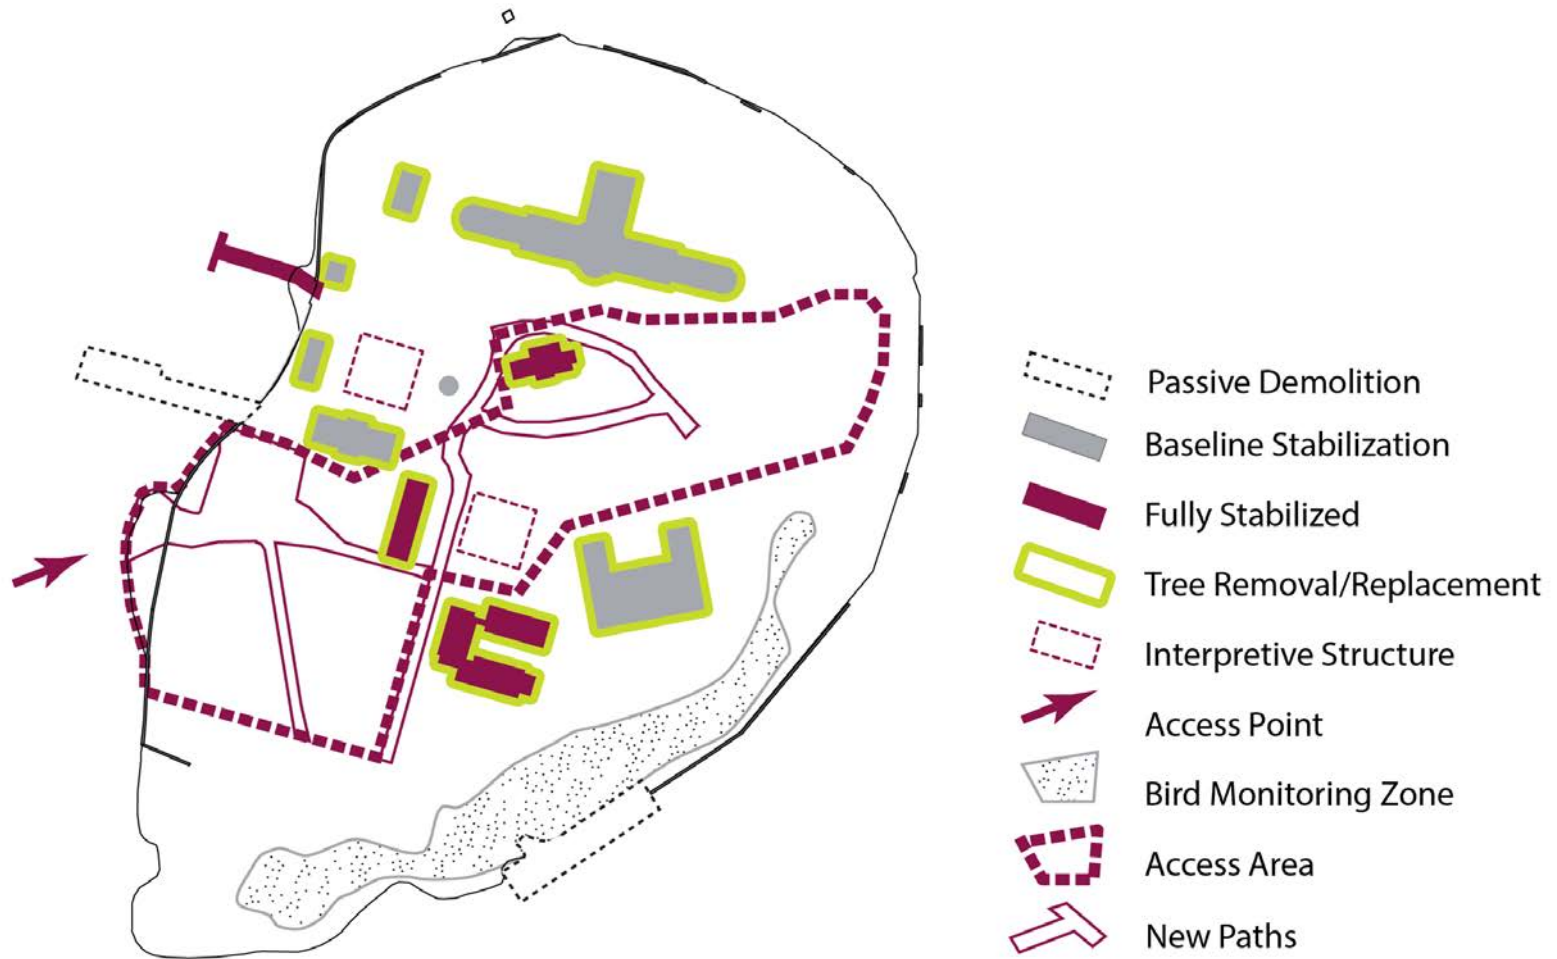 Passive Demolition
Baseline Stabilization
Fully Stabilized
Tree Removal/Replacement
Interpretive Structure
Access Point
Bird Monitoring Zone
Access Area
New Paths